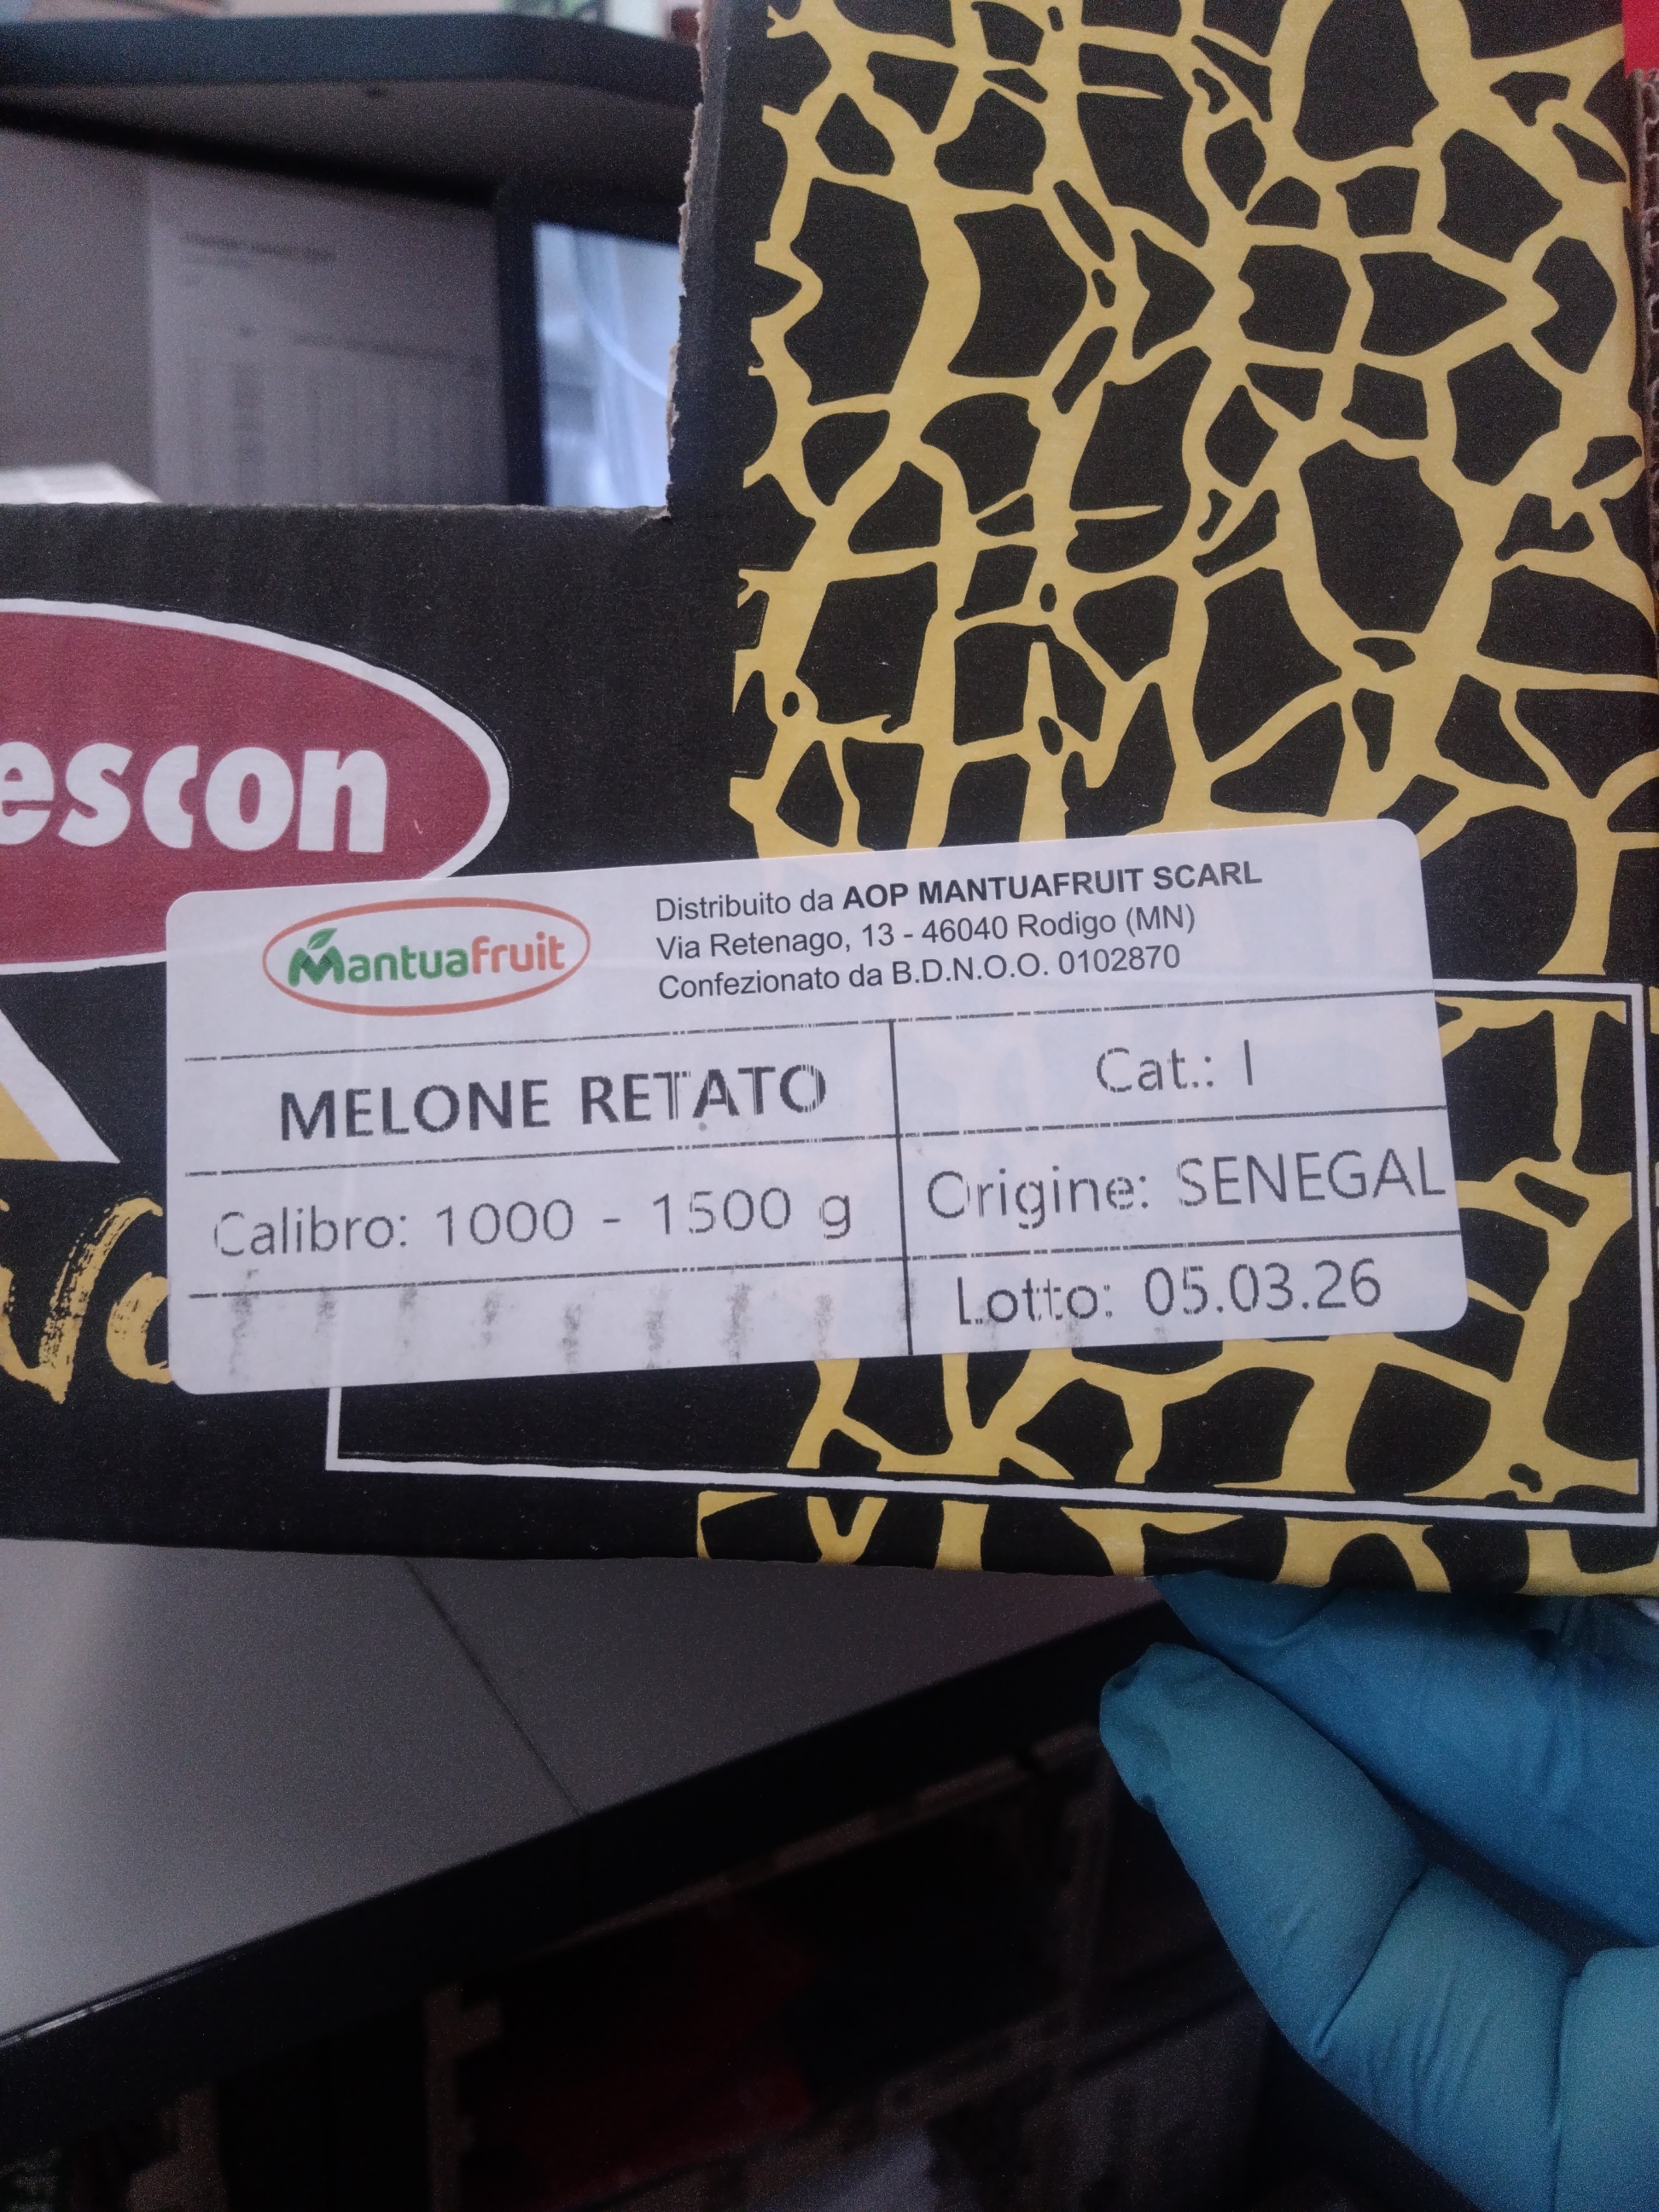 escon
Mantuafruit
Distribuito da AOP MANTUAFRUIT SCARL
Via Retenago, 13 - 46040 Rodigo (MN)
Confezionato da B.D.N.O.O. 0102870
MELONE RETATO
Cat.: I
Calibro: 1000 - 1500 g
Origine: SENEGAL
Lotto: 05.03.26